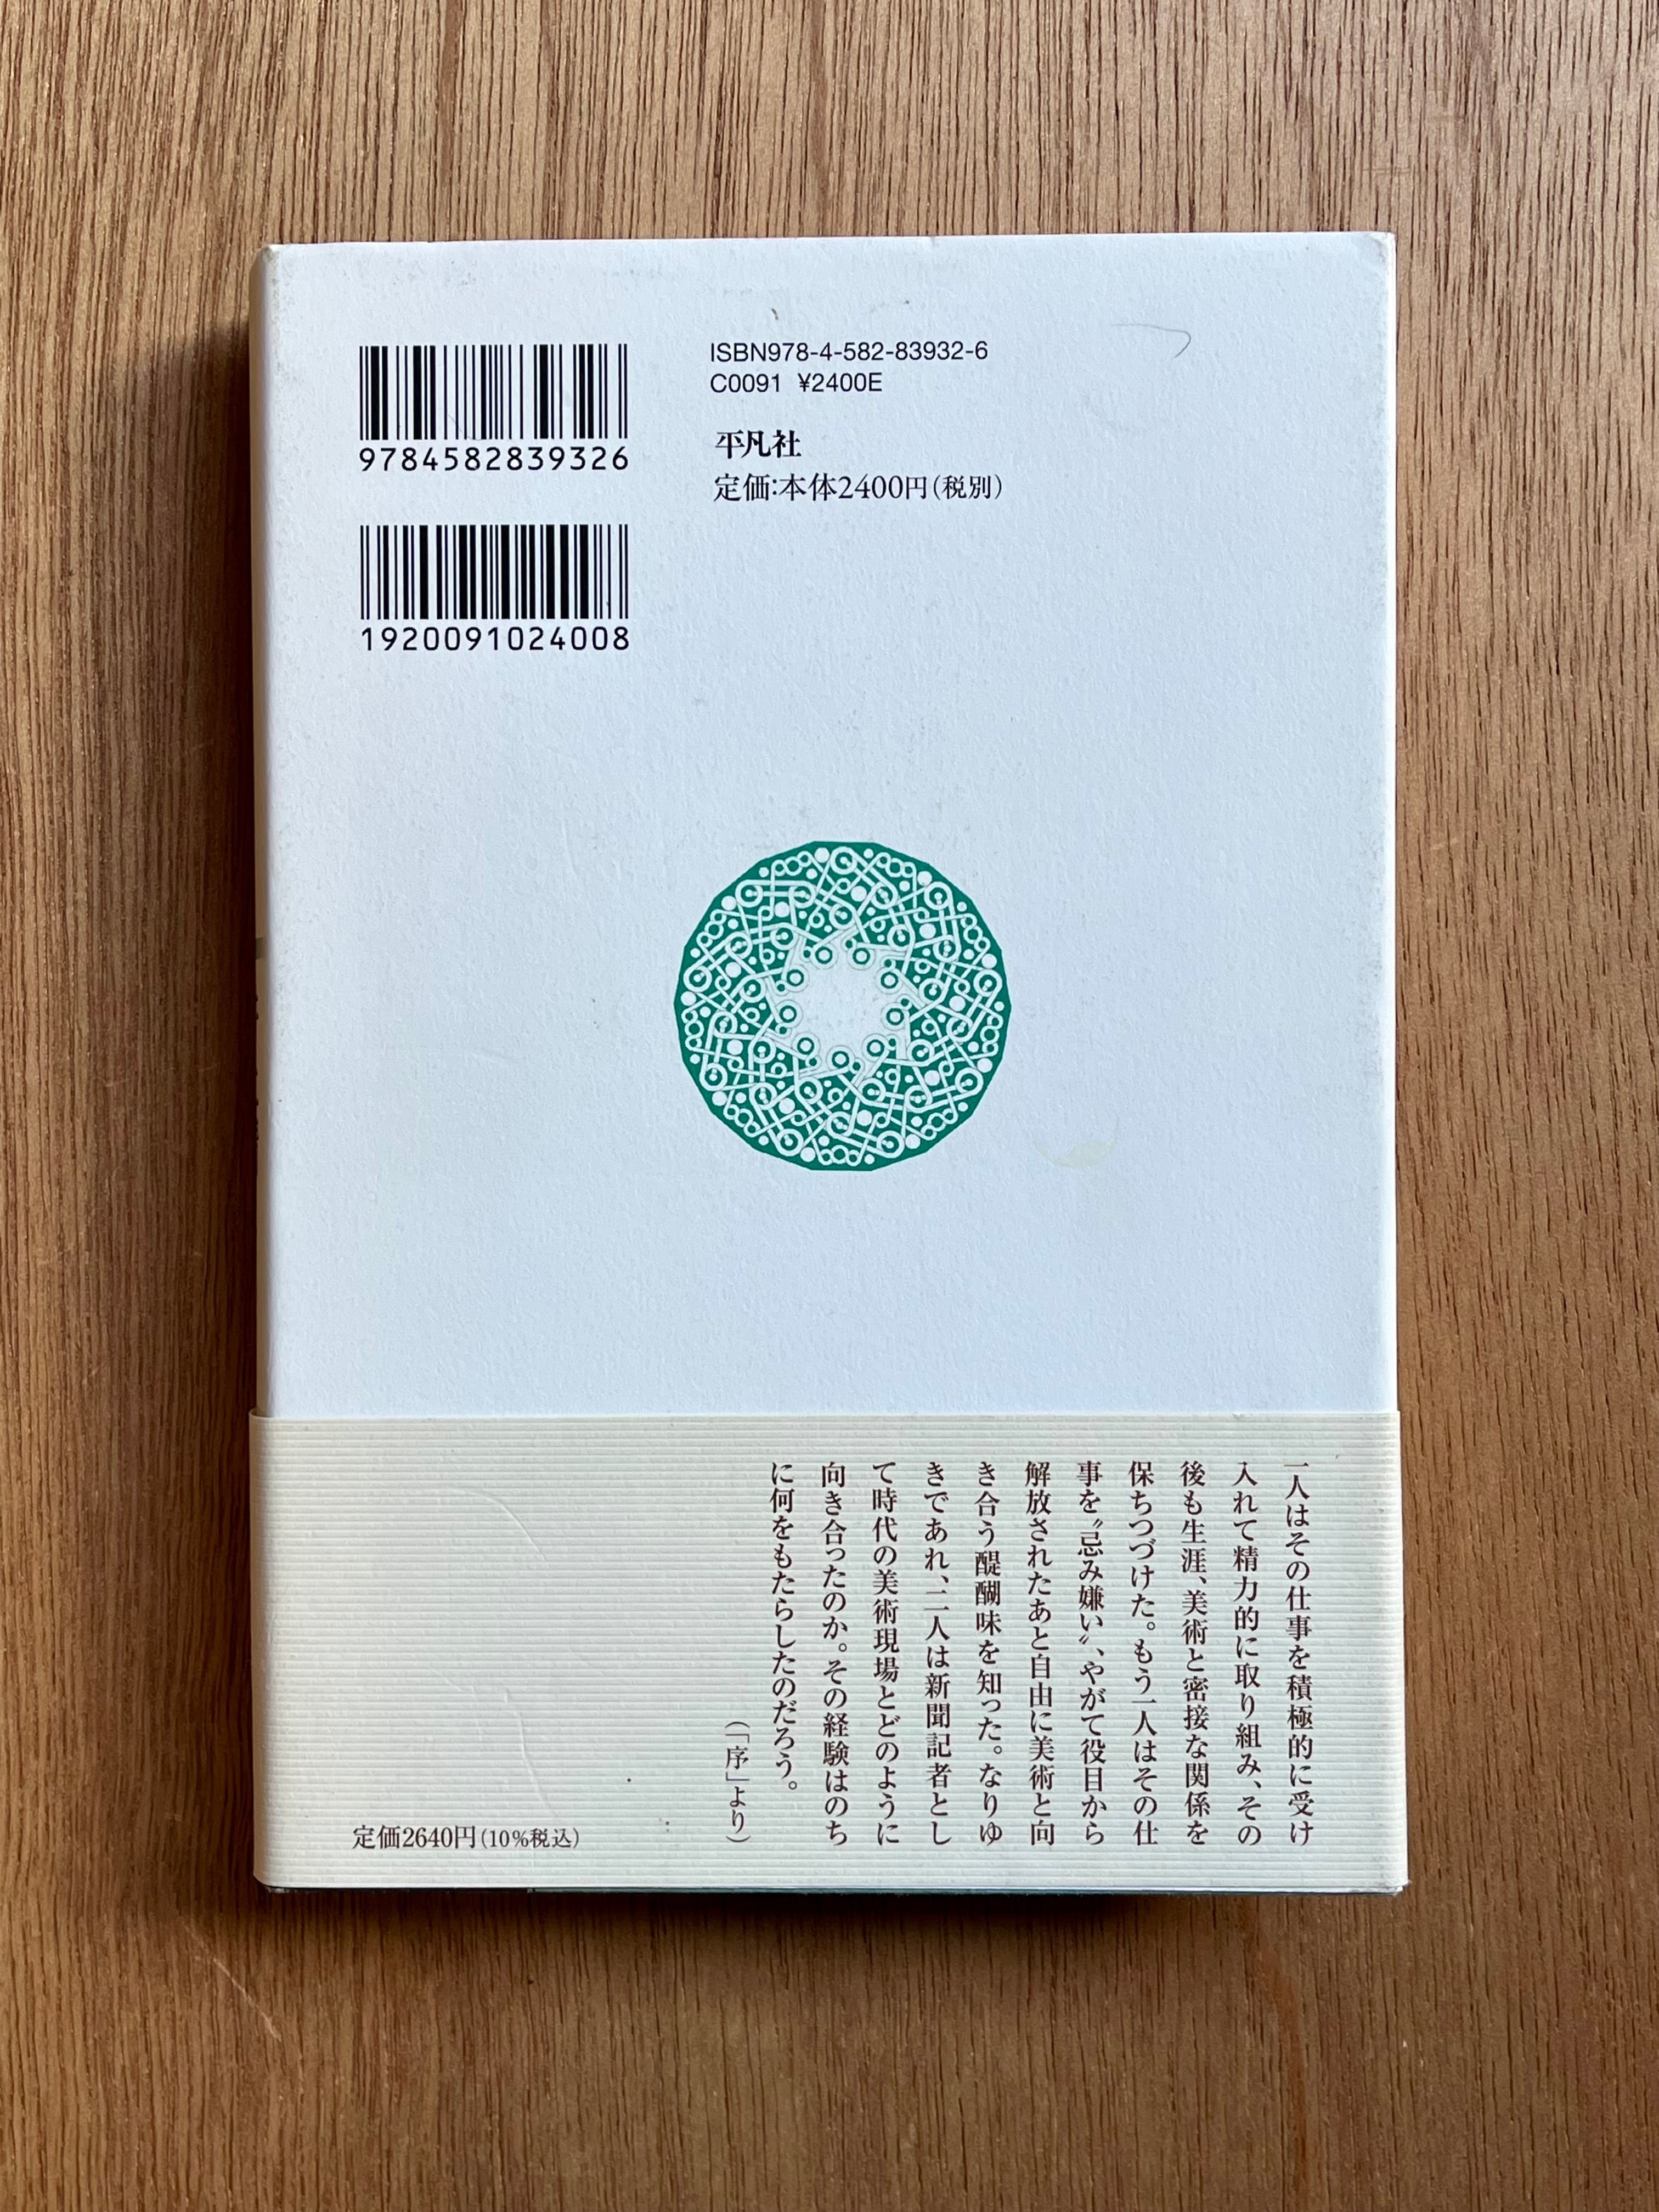 9784582839326
1920091024008
ISBN978-4-582-83932-6
C0091 ¥2400E
平凡社
定価:本体2400円(税別)
一人はその仕事を積極的に受け
入れて精力的に取り組み、その
後も生涯、美術と密接な関係を
保ちつづけた。もう一人はその仕
事を〝忌み嫌い〟、やがて役目から
解放されたあと自由に美術と向
き合う醍醐味を知った。なりゆ
きであれ、二人は新聞記者とし
て時代の美術現場とどのように
向き合ったのか。その経験はのち
に何をもたらしたのだろう。
(「序」より)
定価2640円(10%税込)